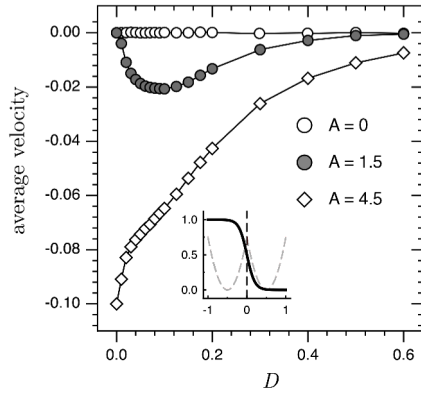 0.00
-0.02
-0.04
-0.06
-0.08
-0.10
average velocity
A = 0
A = 1.5
A = 4.5
1.0
0.5
0.0
-1 0 1
0.0 0.2 0.4 0.6
D